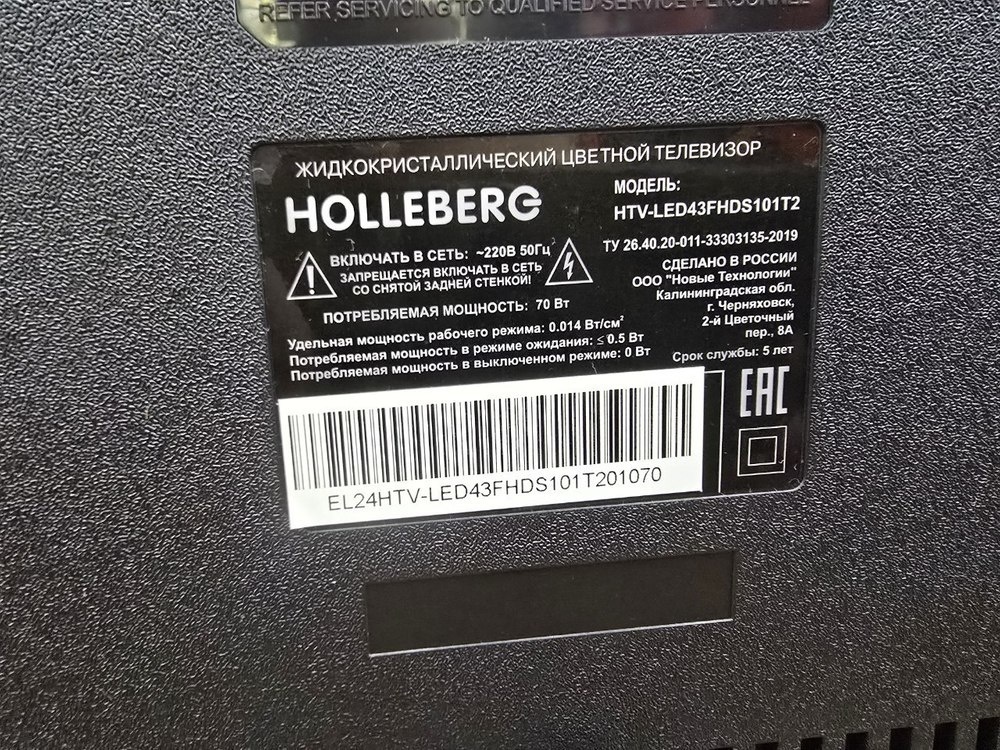 REFER SERVICING TO QUALIFIED SERVICE PERSONNEL
ЖИДКОКРИСТАЛЛИЧЕСКИЙ ЦВЕТНОЙ ТЕЛЕВИЗОР
HOLLEBERG
МОДЕЛЬ:
HTV-LED43FHDS101T2
ВКЛЮЧАТЬ В СЕТЬ: ~220В 50Гц
ЗАПРЕЩАЕТСЯ ВКЛЮЧАТЬ В СЕТЬ
СО СНЯТОЙ ЗАДНЕЙ СТЕНКОЙ!
ПОТРЕБЛЯЕМАЯ МОЩНОСТЬ: 70 Вт
Удельная мощность рабочего режима: 0.014 Вт/см²
Потребляемая мощность в режиме ожидания: ≤ 0.5 Вт
Потребляемая мощность в выключенном режиме: 0 Вт
ТУ 26.40.20-011-33303135-2019
СДЕЛАНО В РОССИИ
ООО "Новые Технологии"
Калининградская обл.
г. Черняховск,
2-й Цветочный
пер., 8А
Срок службы: 5 лет
EAC
EL24HTV-LED43FHDS101T201070